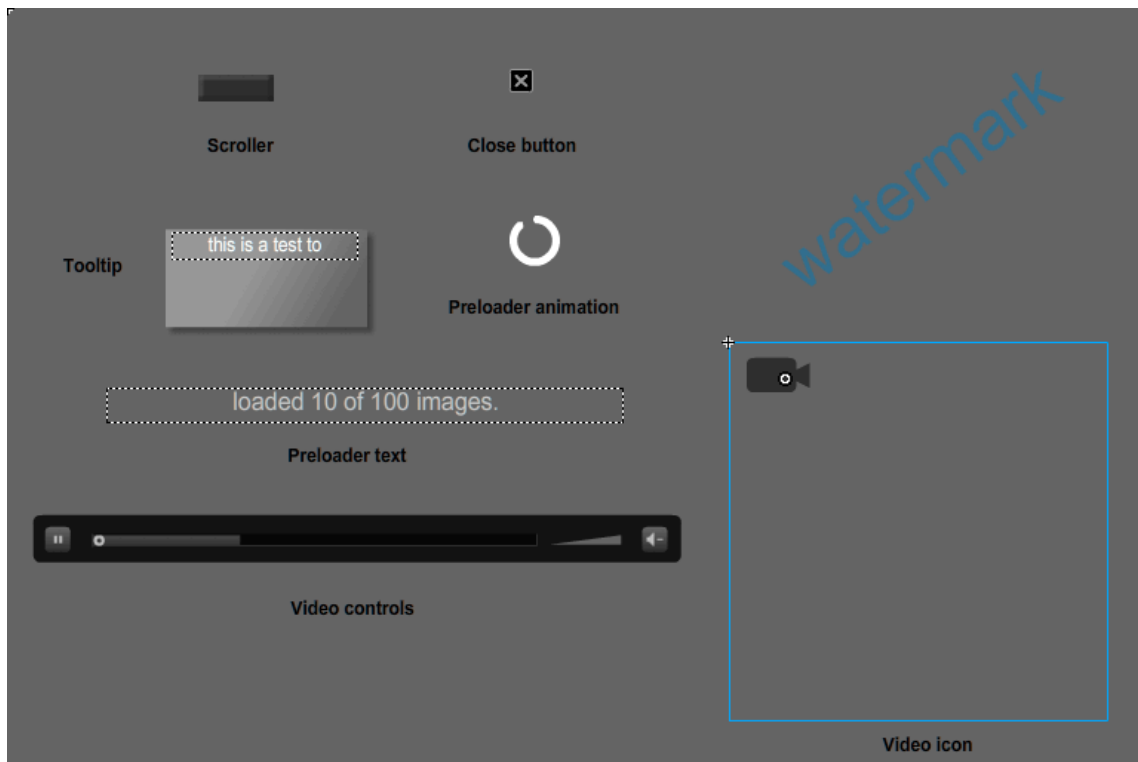 Scroller
Close button
watermark
Tooltip
this is a test to
Preloader animation
loaded 10 of 100 images.
Preloader text
Video controls
Video icon